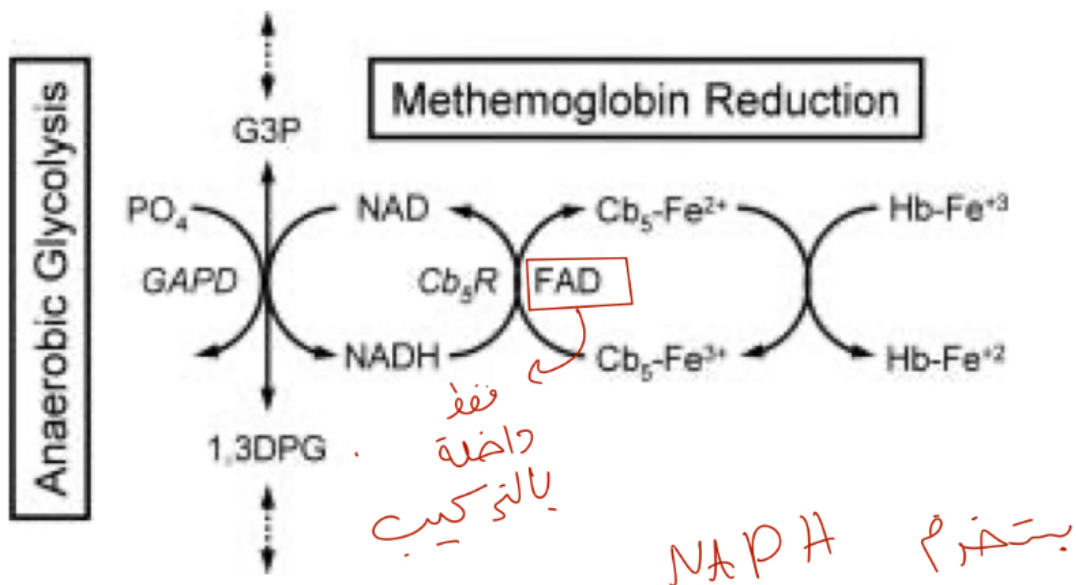 Anaerobic Glycolysis
Methemoglobin Reduction
G3P
PO₄ NAD Cb₅-Fe²⁺ Hb-Fe⁺³
GAPD Cb₅R FAD
NADH Cb₅-Fe³⁺ Hb-Fe⁺²
1,3DPG
فقط
داخلة
بالتركيب
بستخدم NADH